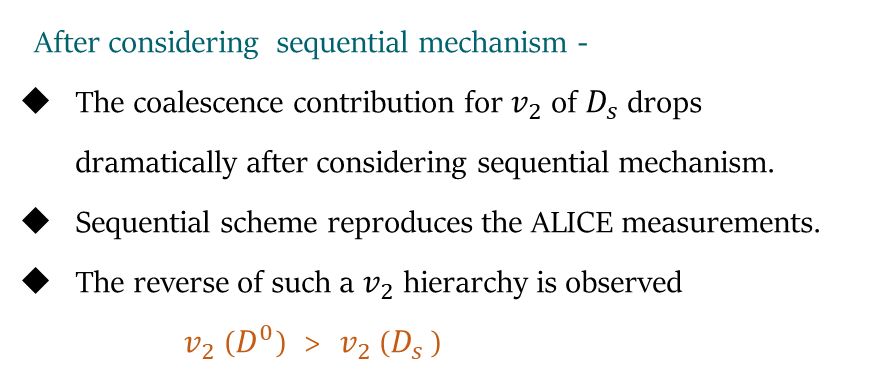 After considering sequential mechanism -
◆ The coalescence contribution for v₂ of Dₛ drops
dramatically after considering sequential mechanism.
◆ Sequential scheme reproduces the ALICE measurements.
◆ The reverse of such a v₂ hierarchy is observed
v₂ (D⁰) > v₂ (Dₛ )